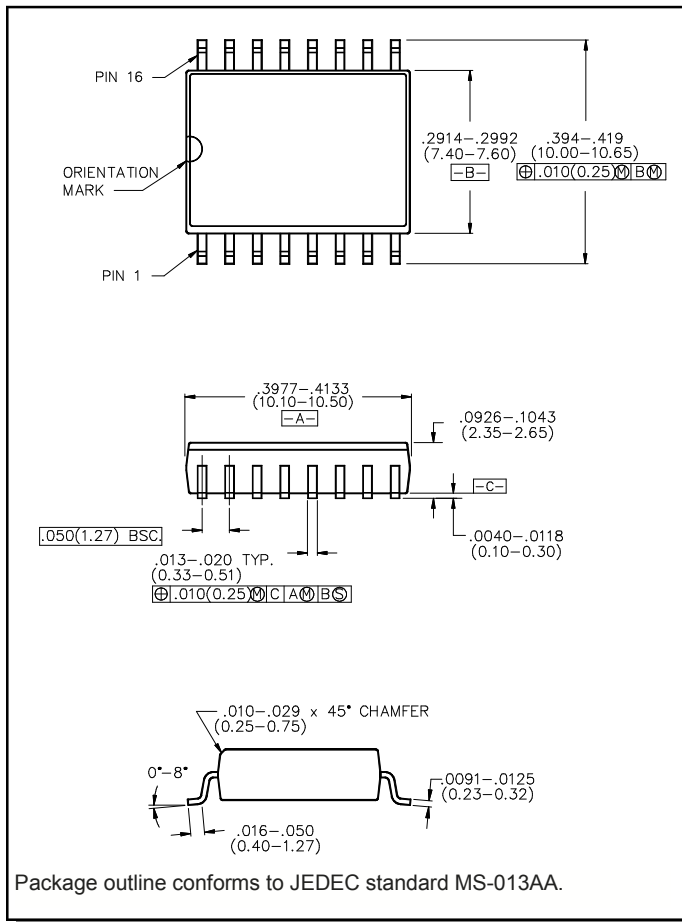 PIN 16
ORIENTATION
MARK
PIN 1
.2914–.2992
(7.40–7.60)
–B–
.394–.419
(10.00–10.65)
⌖ .010(0.25)Ⓜ B Ⓜ
.3977–.4133
(10.10–10.50)
–A–
.0926–.1043
(2.35–2.65)
–C–
.050(1.27) BSC.
.0040–.0118
(0.10–0.30)
.013–.020 TYP.
(0.33–0.51)
⌖ .010(0.25)Ⓜ C A Ⓜ B Ⓢ
.010–.029 x 45° CHAMFER
(0.25–0.75)
0°–8°
.0091–.0125
(0.23–0.32)
.016–.050
(0.40–1.27)
Package outline conforms to JEDEC standard MS-013AA.